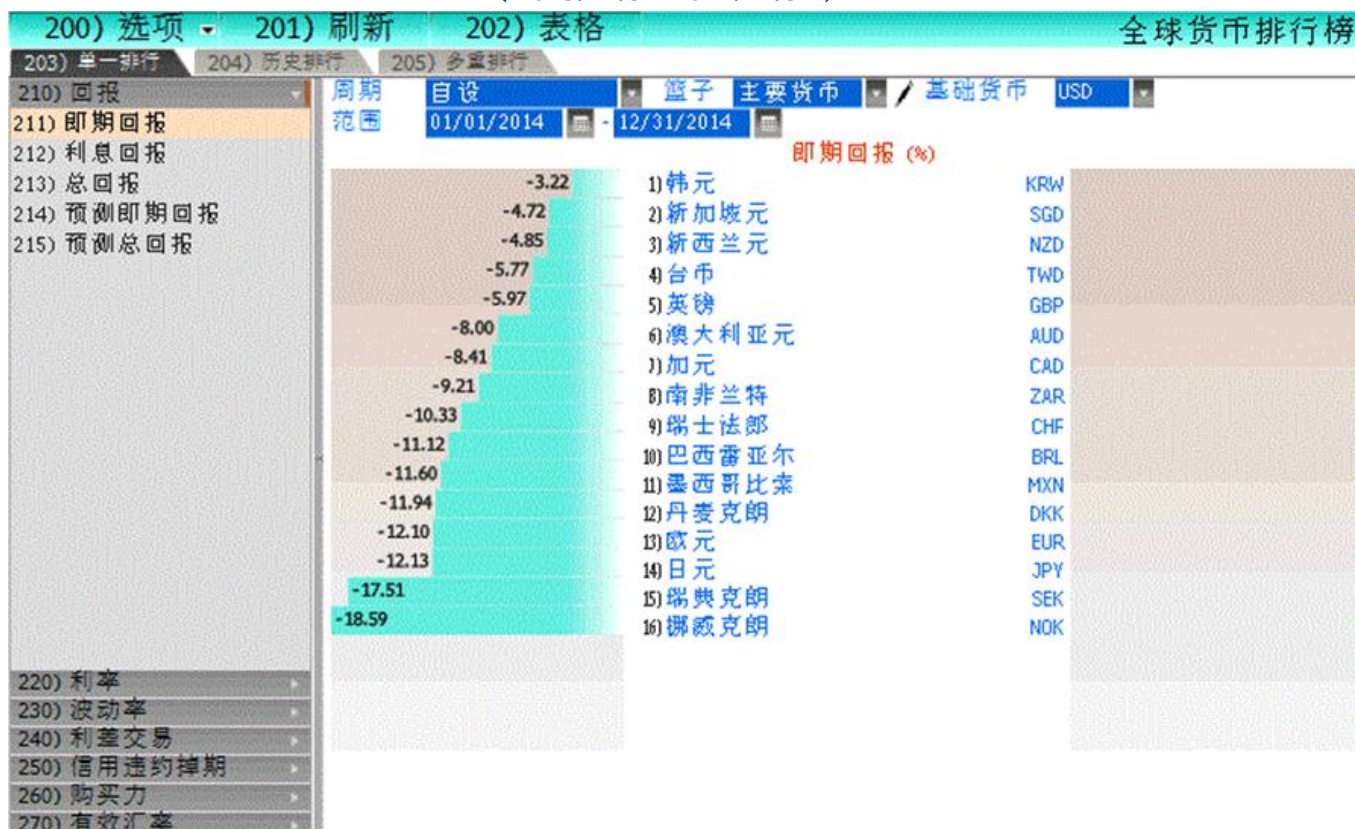 200) 选项 201) 刷新 202) 表格 全球货币排行榜
203) 单一排行 204) 历史排行 205) 多重排行
210) 回报
211) 即期回报
212) 利息回报
213) 总回报
214) 预测即期回报
215) 预测总回报
220) 利率
230) 波动率
240) 利差交易
250) 信用违约掉期
260) 购买力
270) 有效汇率
周期 自设 篮子 主要货币 基础货币 USD
范围 01/01/2014 - 12/31/2014
即期回报 (%)
-3.22 1) 韩元 KRW
-4.72 2) 新加坡元 SGD
-4.85 3) 新西兰元 NZD
-5.77 4) 台币 TWD
-5.97 5) 英镑 GBP
-8.00 6) 澳大利亚元 AUD
-8.41 7) 加元 CAD
-9.21 8) 南非兰特 ZAR
-10.33 9) 瑞士法郎 CHF
-11.12 10) 巴西雷亚尔 BRL
-11.60 11) 墨西哥比索 MXN
-11.94 12) 丹麦克朗 DKK
-12.10 13) 欧元 EUR
-12.13 14) 日元 JPY
-17.51 15) 瑞典克朗 SEK
-18.59 16) 挪威克朗 NOK